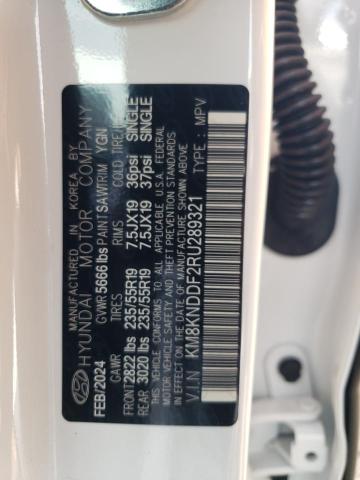 MANUFACTURED IN KOREA BY
HYUNDAI MOTOR COMPANY
FEB/2024 GVWR 5666 lbs PAINT SAW TRIM YGN
GAWR TIRES RIMS COLD TIRE
FRONT 2822 lbs 235/55R19 7.5JX19 36psi SINGLE
REAR 3020 lbs 235/55R19 7.5JX19 37psi SINGLE
THIS VEHICLE CONFORMS TO ALL APPLICABLE U.S.A. FEDERAL
MOTOR VEHICLE SAFETY AND THEFT PREVENTION STANDARDS
IN EFFECT ON THE DATE OF MANUFACTURE SHOWN ABOVE.
V.I.N : KM8KNDDF2RU289321 TYPE : MPV